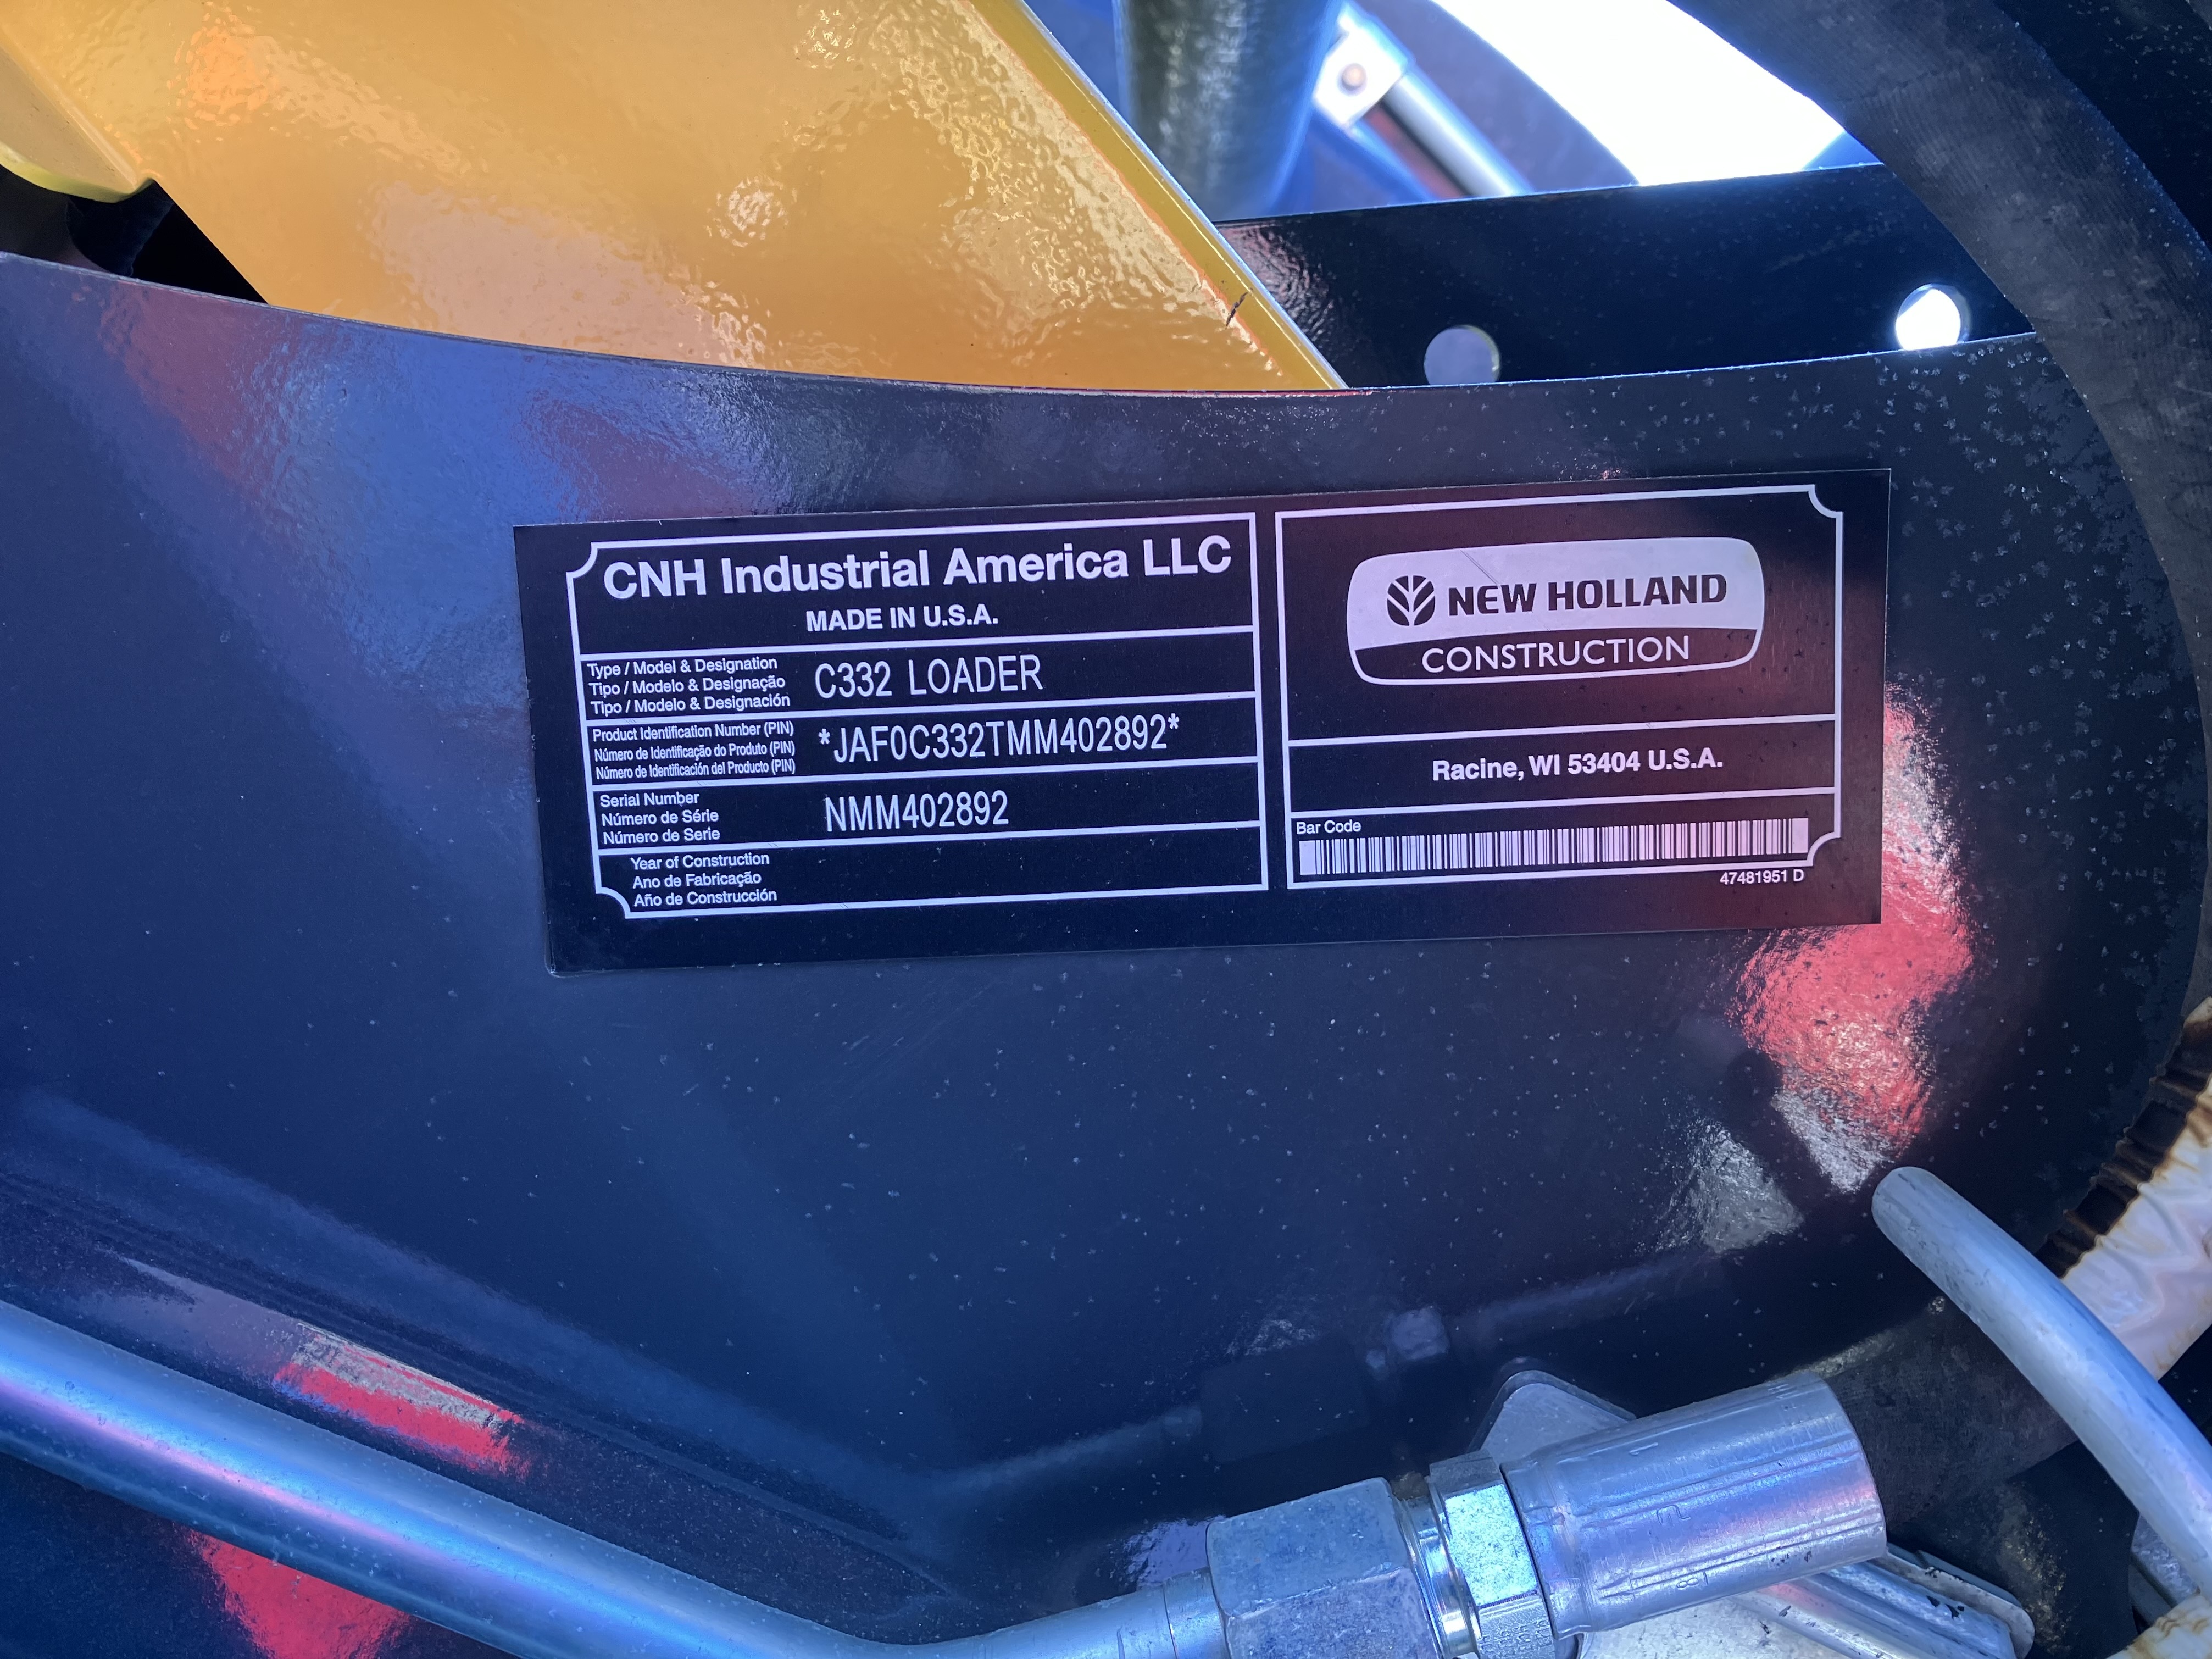 CNH Industrial America LLC
MADE IN U.S.A.
Type / Model & Designation
Tipo / Modelo & Designação
Tipo / Modelo & Designación
C332 LOADER
Product Identification Number (PIN)
Número de Identificação do Produto (PIN)
Número de Identificación del Producto (PIN)
*JAF0C332TMM402892*
Serial Number
Número de Série
Número de Serie
NMM402892
Year of Construction
Ano de Fabricação
Año de Construcción
NEW HOLLAND
CONSTRUCTION
Racine, WI 53404 U.S.A.
Bar Code
47481951 D